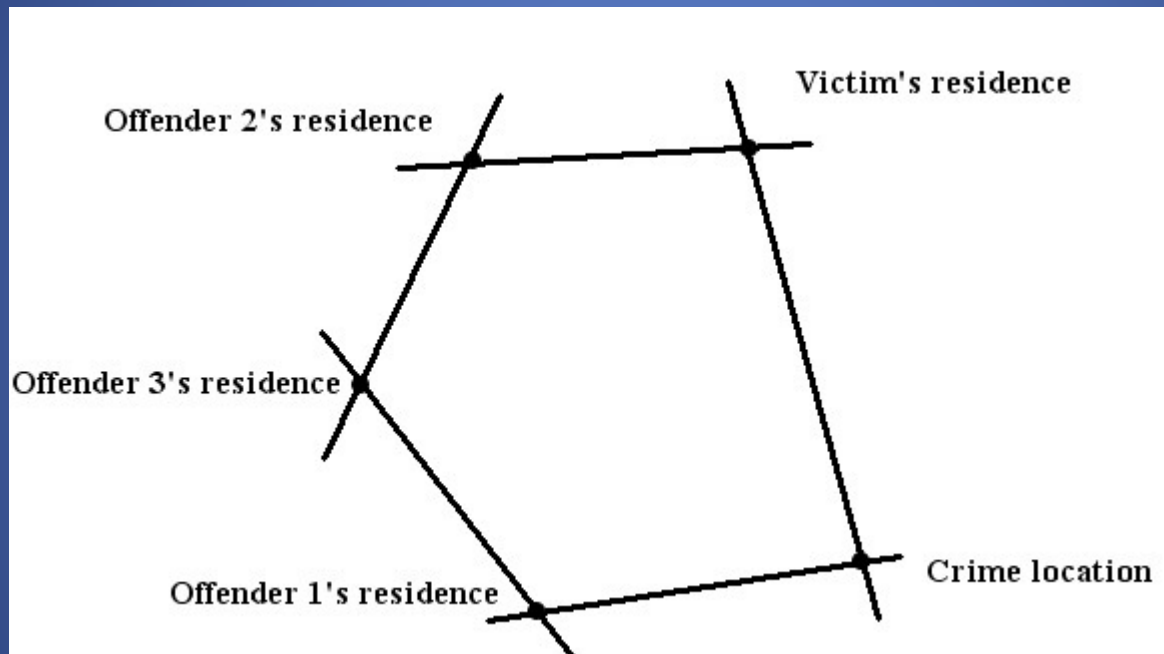 Victim's residence
Offender 2's residence
Offender 3's residence
Offender 1's residence
Crime location